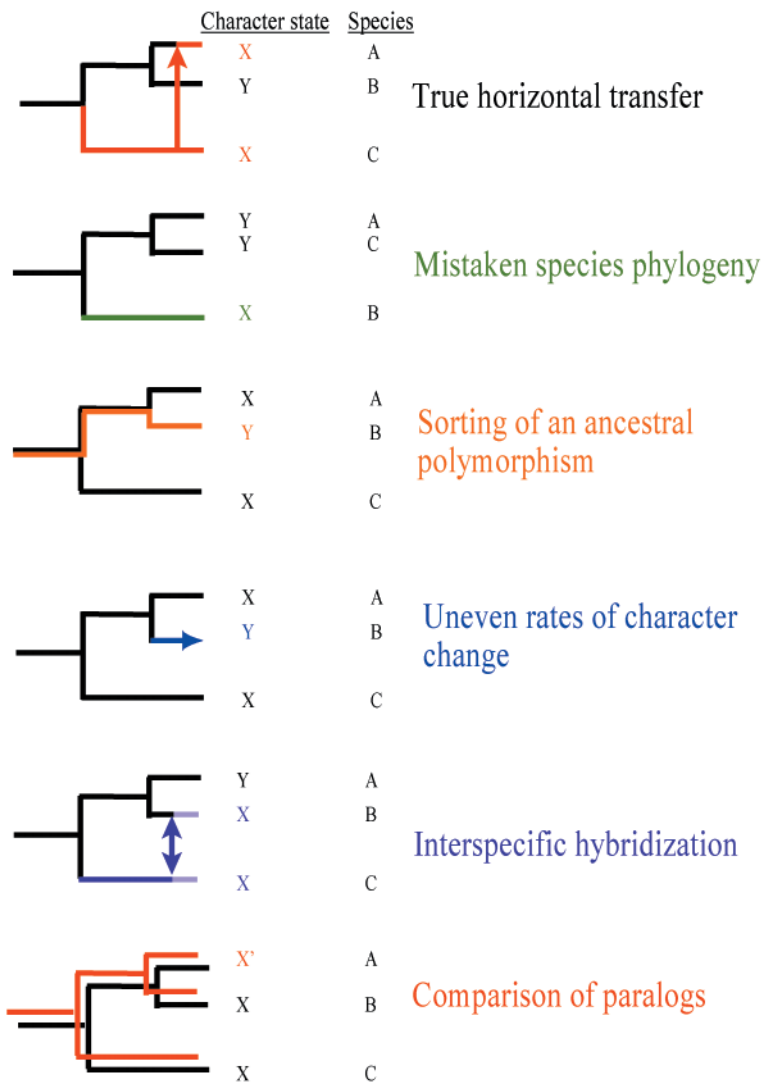 Character state Species
X A
Y B
True horizontal transfer
X C
Y A
Y C
Mistaken species phylogeny
X B
X A
Y B
Sorting of an ancestral
polymorphism
X C
X A
Y B
Uneven rates of character
change
X C
Y A
X B
Interspecific hybridization
X C
X' A
X B
Comparison of paralogs
X C